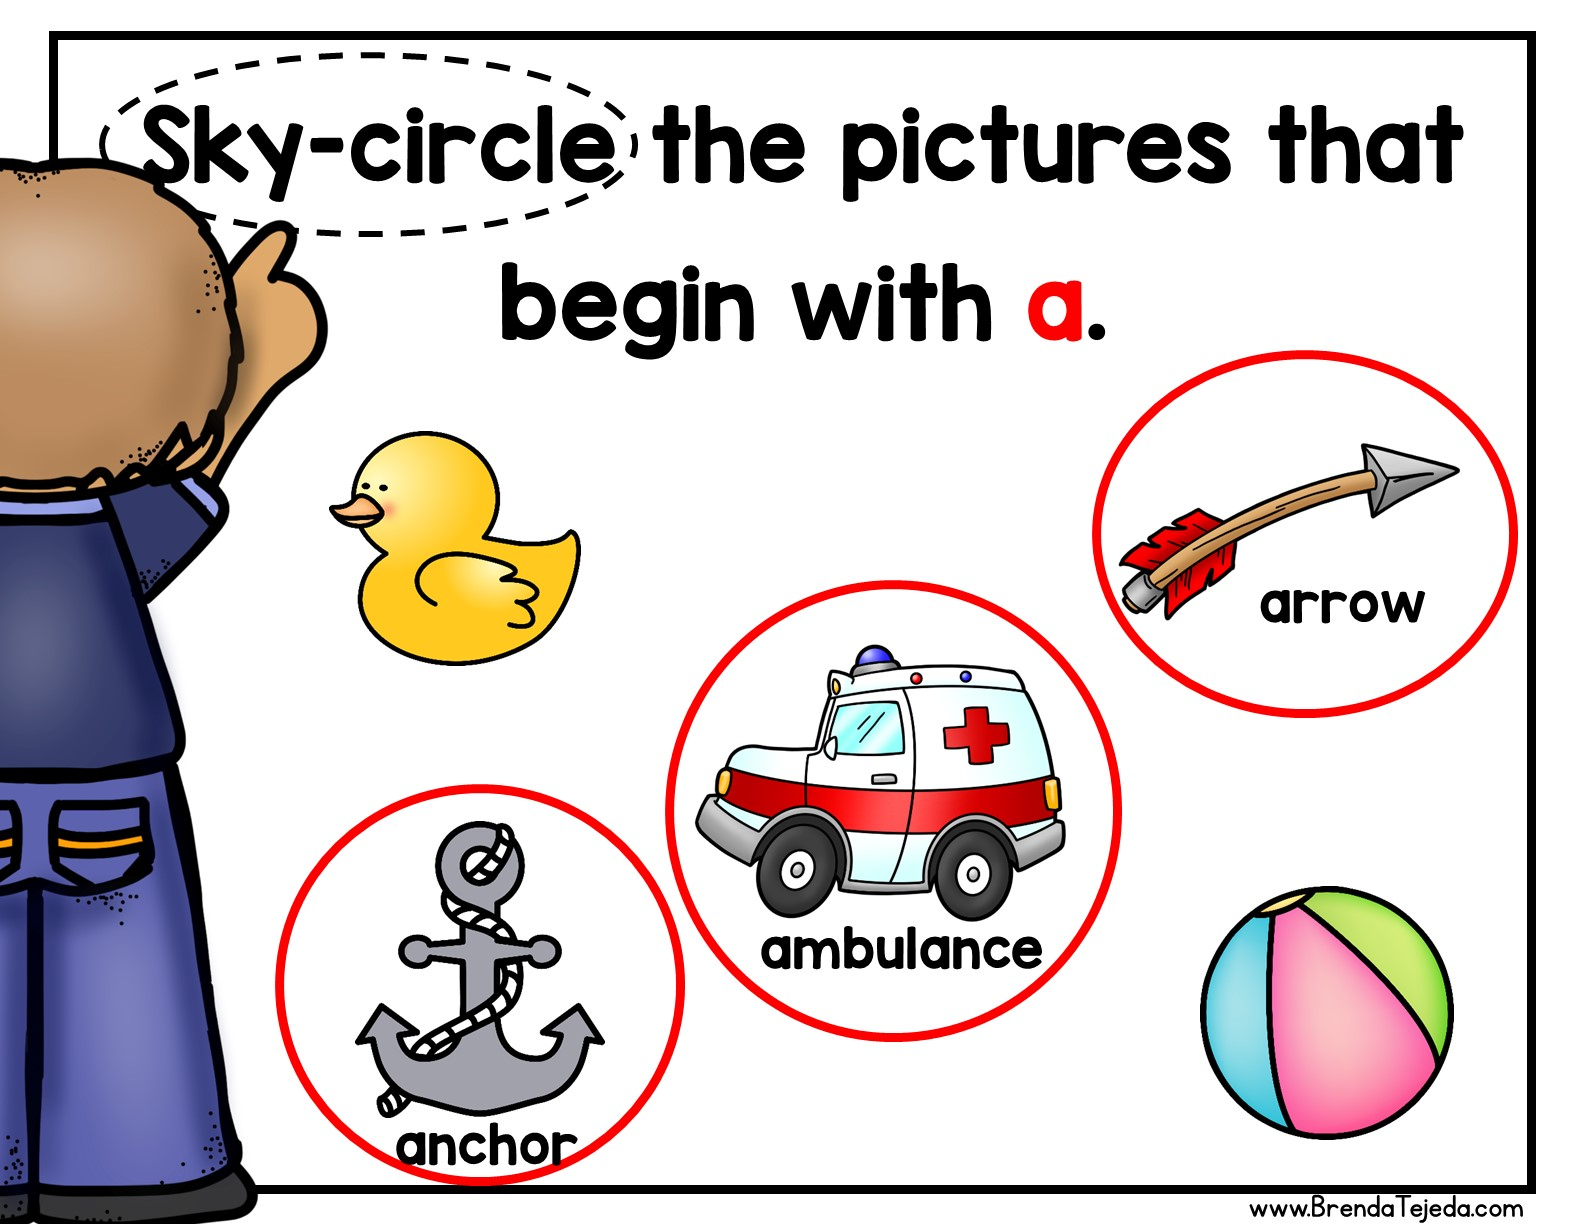 Sky-circle the pictures that
begin with a.
arrow
ambulance
anchor
www.BrendaTejeda.com